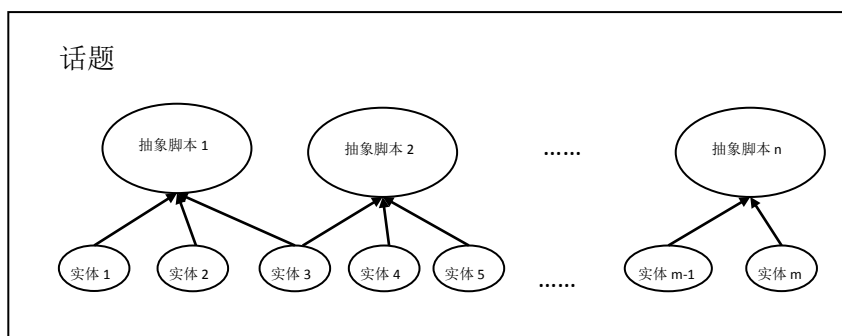 话题
抽象脚本 1
抽象脚本 2
……
抽象脚本 n
实体 1
实体 2
实体 3
实体 4
实体 5
……
实体 m-1
实体 m